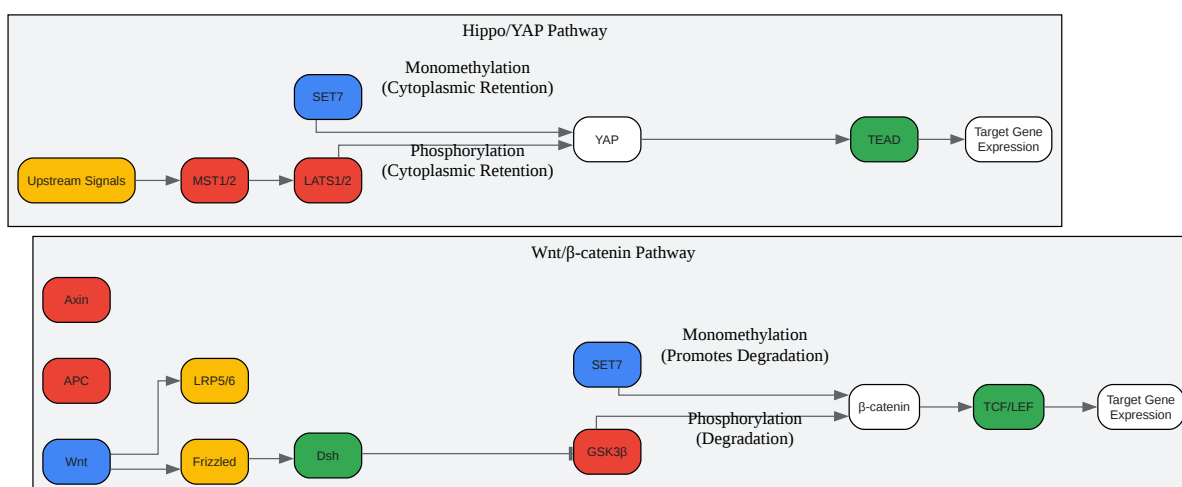 Hippo/YAP Pathway
Monomethylation
(Cytoplasmic Retention)
SET7
YAP
TEAD
Target Gene
Expression
Phosphorylation
(Cytoplasmic Retention)
Upstream Signals
MST1/2
LATS1/2
Wnt/β-catenin Pathway
Axin
Monomethylation
(Promotes Degradation)
SET7
APC
LRP5/6
β-catenin
TCF/LEF
Target Gene
Expression
Phosphorylation
(Degradation)
Wnt
Frizzled
Dsh
GSK3β